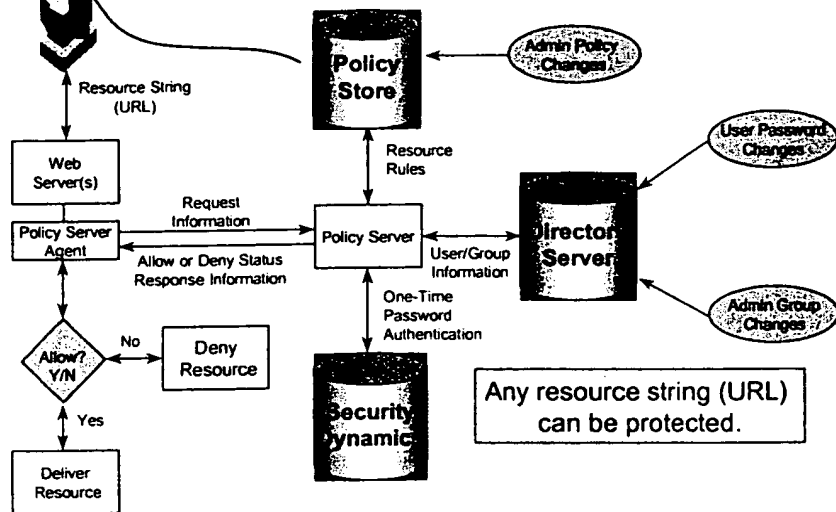 Resource String
(URL)
Policy
Store
Admin Policy
Changes
Web
Server(s)
Resource
Rules
User Password
Changes
Request
Information
Policy Server
Agent
Policy Server
Allow or Deny Status
Response Information
User/Group
Information
Director
Server
One-Time
Password
Authentication
Admin Group
Changes
Allow?
Y/N
No
Deny
Resource
Yes
Security
Dynamic
Any resource string (URL)
can be protected.
Deliver
Resource